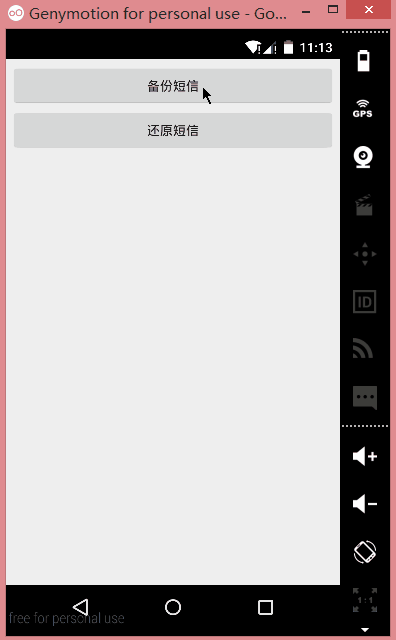 Genymotion for personal use - Go...
11:13
备份短信
还原短信
GPS
ID
1:1
free for personal use